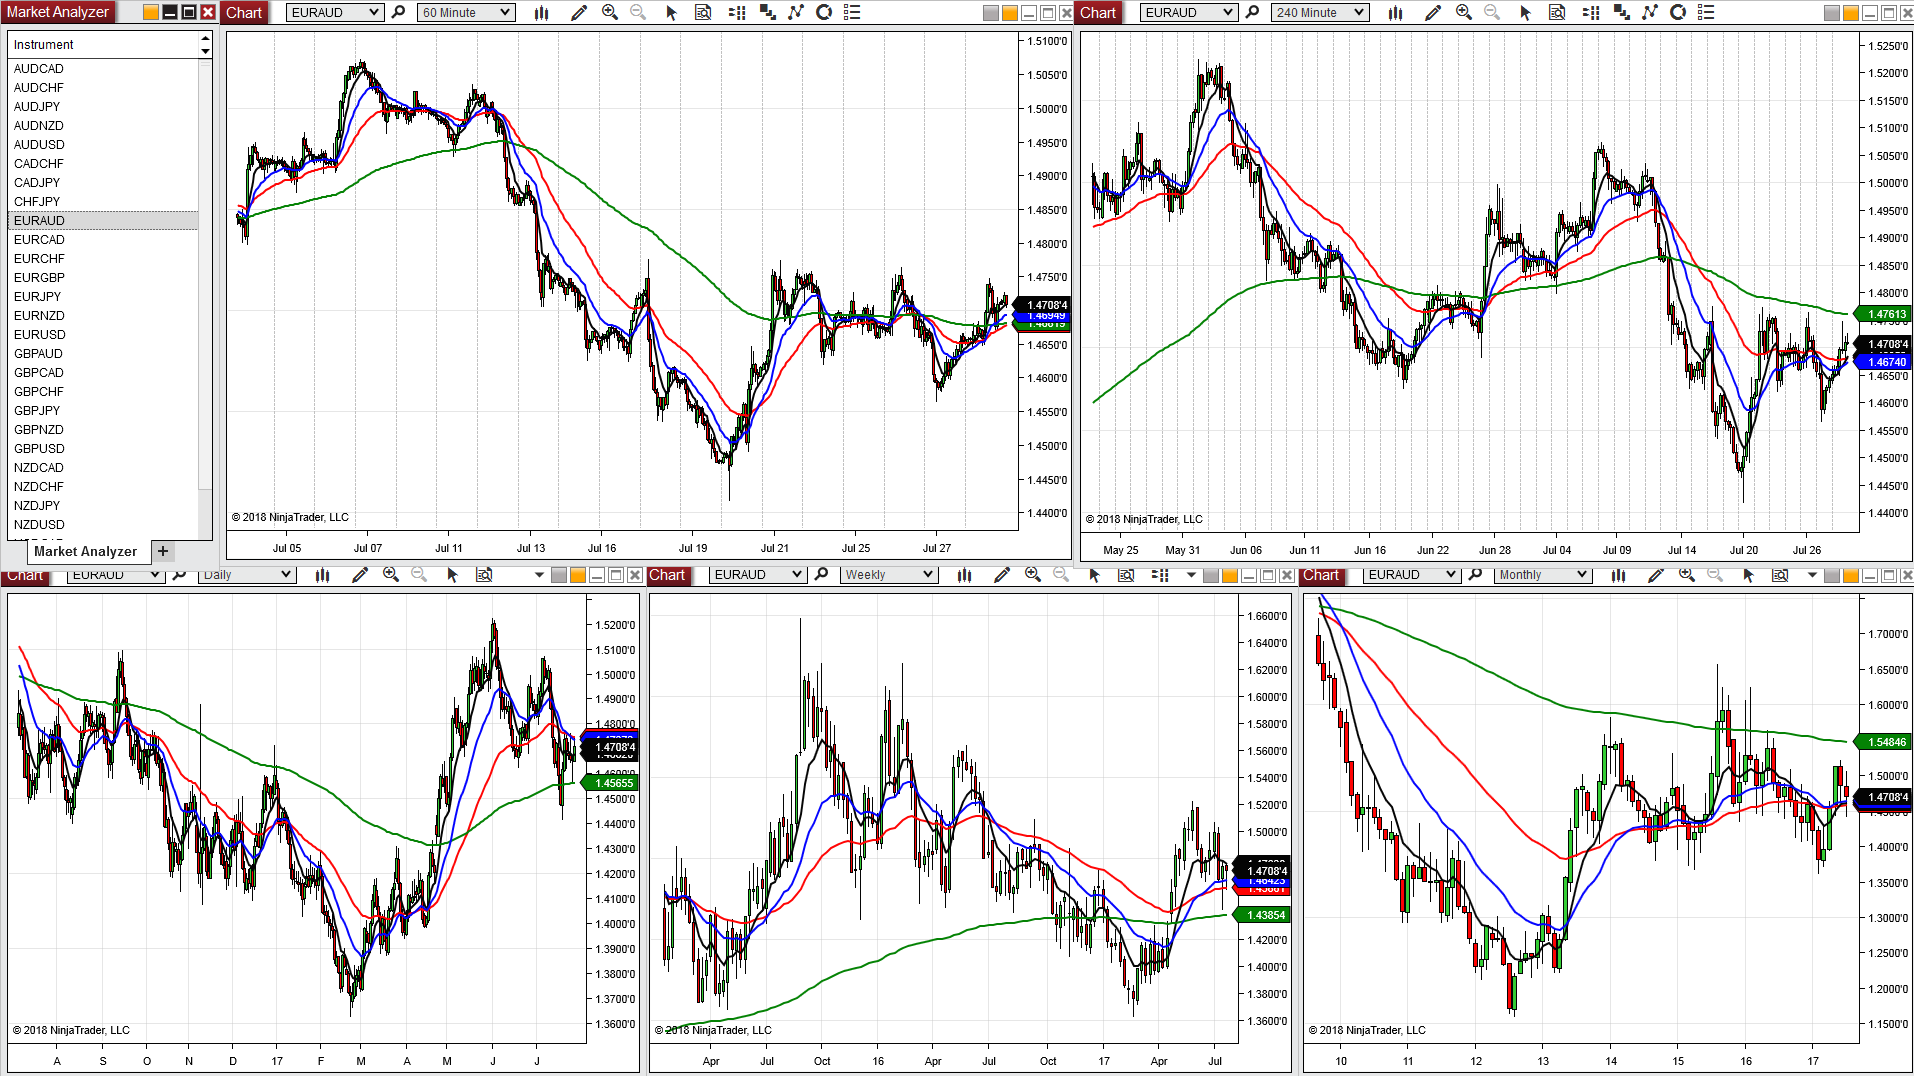 Market Analyzer
Instrument
AUDCAD
AUDCHF
AUDJPY
AUDNZD
AUDUSD
CADCHF
CADJPY
CHFJPY
EURAUD
EURCAD
EURCHF
EURGBP
EURJPY
EURNZD
EURUSD
GBPAUD
GBPCAD
GBPCHF
GBPJPY
GBPNZD
GBPUSD
NZDCAD
NZDCHF
NZDJPY
NZDUSD
Market Analyzer +
Chart EURAUD 60 Minute
1.5100'0
1.5050'0
1.5000'0
1.4950'0
1.4900'0
1.4850'0
1.4800'0
1.4750'0
1.4708'4
1.46949
1.46819
1.4650'0
1.4600'0
1.4550'0
1.4500'0
1.4450'0
1.4400'0
© 2018 NinjaTrader, LLC
Jul 05 Jul 07 Jul 11 Jul 13 Jul 16 Jul 19 Jul 21 Jul 25 Jul 27
Chart EURAUD 240 Minute
1.5250'0
1.5200'0
1.5150'0
1.5100'0
1.5050'0
1.5000'0
1.4950'0
1.4900'0
1.4850'0
1.4800'0
1.47613
1.4708'4
1.46740
1.4650'0
1.4600'0
1.4550'0
1.4500'0
1.4450'0
1.4400'0
© 2018 NinjaTrader, LLC
May 25 May 31 Jun 06 Jun 11 Jun 16 Jun 22 Jun 28 Jul 04 Jul 09 Jul 14 Jul 20 Jul 26
Chart EURAUD Daily
1.5200'0
1.5100'0
1.5000'0
1.4900'0
1.4800'0
1.4708'4
1.45655
1.4500'0
1.4400'0
1.4300'0
1.4200'0
1.4100'0
1.4000'0
1.3900'0
1.3800'0
1.3700'0
1.3600'0
© 2018 NinjaTrader, LLC
A S O N D 17 F M A M J J
Chart EURAUD Weekly
1.6600'0
1.6400'0
1.6200'0
1.6000'0
1.5800'0
1.5600'0
1.5400'0
1.5200'0
1.5000'0
1.4708'4
1.46423
1.43854
1.4200'0
1.4000'0
1.3800'0
1.3600'0
© 2018 NinjaTrader, LLC
Apr Jul Oct 16 Apr Jul Oct 17 Apr Jul
Chart EURAUD Monthly
1.7000'0
1.6500'0
1.6000'0
1.54846
1.5000'0
1.4708'4
1.4500'0
1.4000'0
1.3500'0
1.3000'0
1.2500'0
1.2000'0
1.1500'0
© 2018 NinjaTrader, LLC
10 11 12 13 14 15 16 17